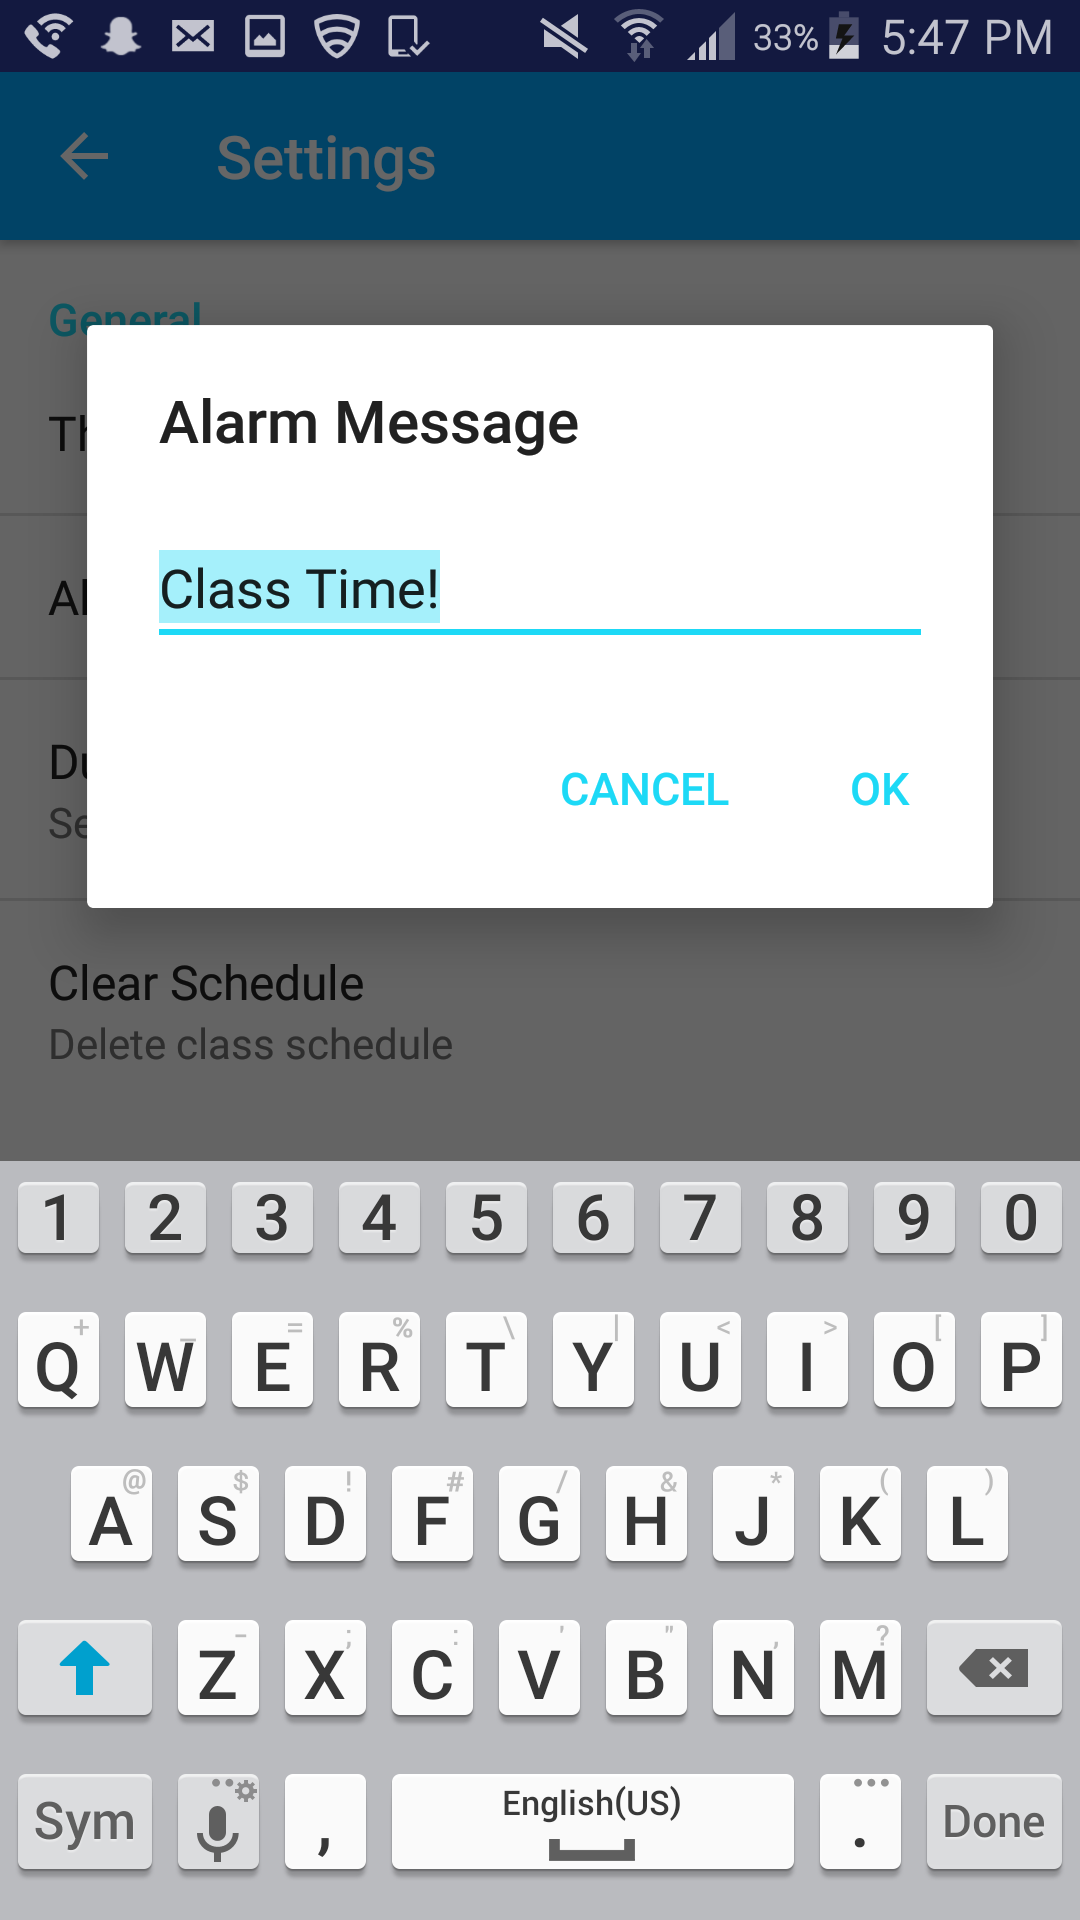 33% 5:47 PM
Settings
General
Th
Alarm Message
Al
Class Time!
Du
CANCEL OK
Se
Clear Schedule
Delete class schedule
1 2 3 4 5 6 7 8 9 0
+ _ = % \ | < > [ ]
Q W E R T Y U I O P
@ $ ! # / & * ( )
A S D F G H J K L
- ; : ' " , ?
Z X C V B N M
Sym , English(US) . Done